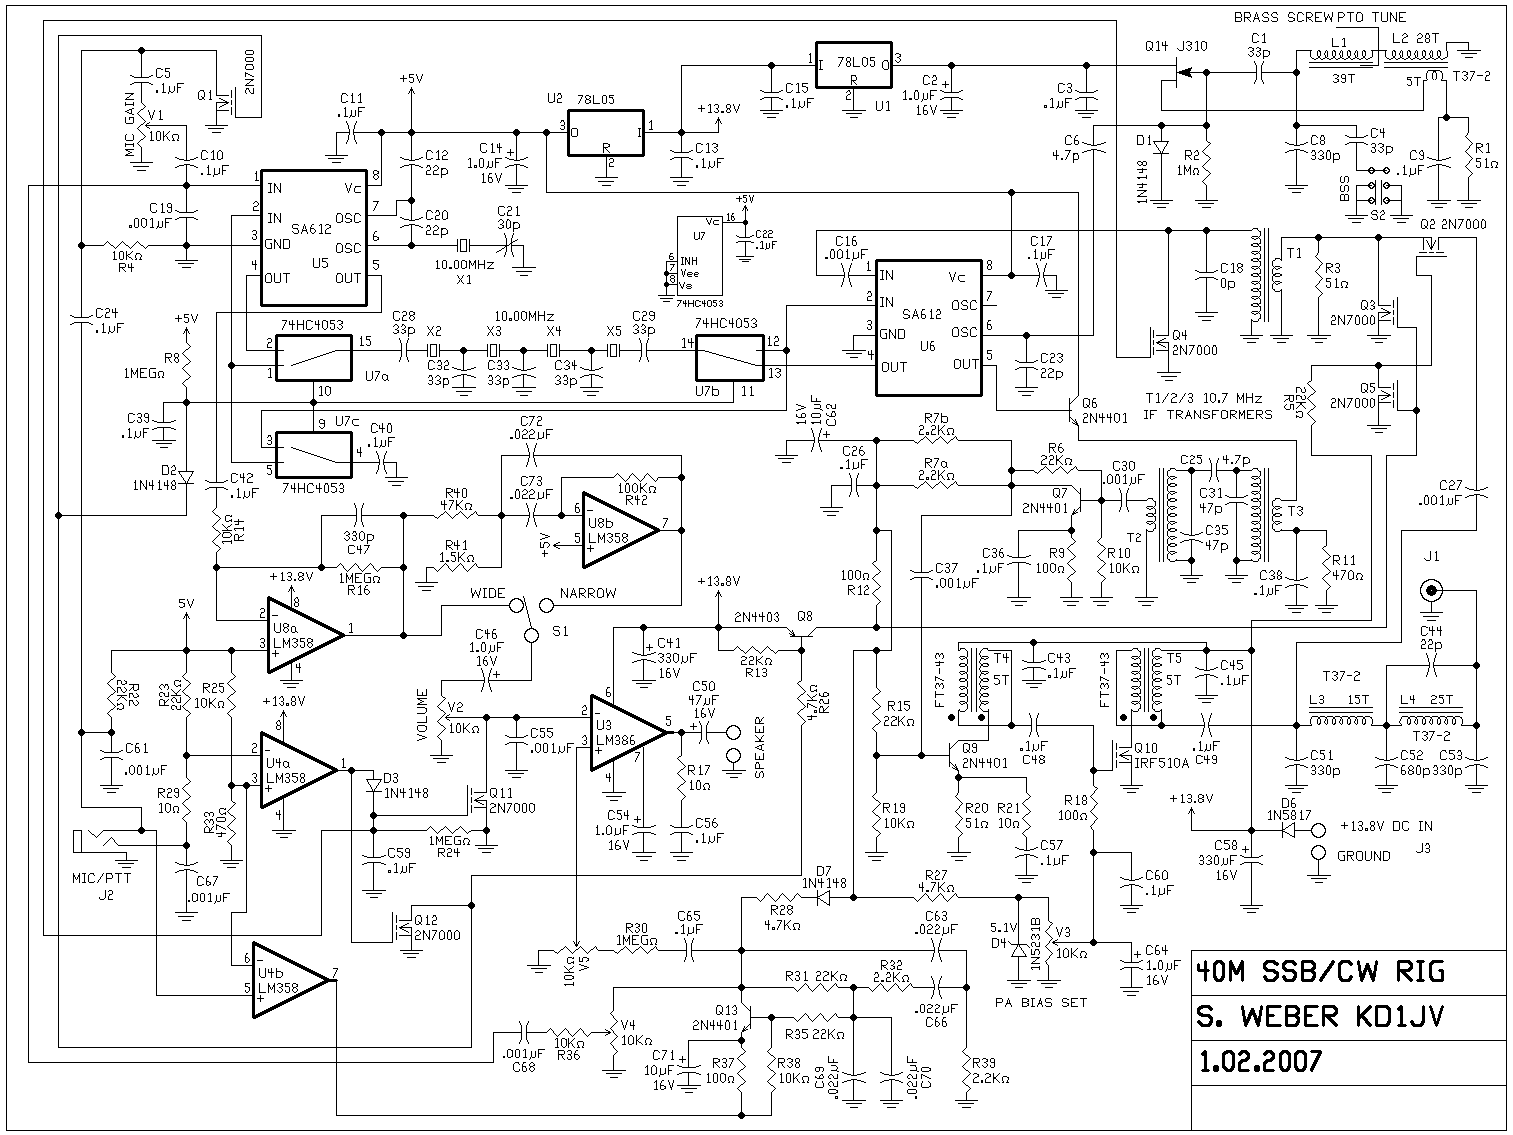 BRASS SCREW PTO TUNE
C5
.1µF
MIC GAIN
V1
10KΩ
Q1
2N7000
C10
.1µF
C11
.1µF
+5V
C12
22p
C14
1.0µF
16V
U2
78L05
3
O
I
1
R
2
+13.8V
C13
.1µF
C15
.1µF
1
I
78L05
O
3
R
2
U1
C2
1.0µF
16V
C3
.1µF
Q14
J310
C1
33p
L1
39T
L2 28T
5T
T37-2
C6
4.7p
D1
1N4148
R2
1MΩ
C8
330p
C4
33p
BSS
S2
C9
.1µF
R1
51Ω
C19
.001µF
10KΩ
R4
1
IN
Vc
8
2
IN
OSC
7
SA612
3
GND
OSC
6
4
OUT
U5
OUT
5
C20
22p
C21
30p
10.00MHz
X1
+5V
Vc
16
U7
6
INH
7
Vee
8
Vs
74HC4053
C22
.1µF
C16
.001µF
1
Vc
8
2
IN
OSC
7
SA612
3
GND
OSC
6
U6
4
OUT
OUT
5
C17
.1µF
C23
22p
C18
0p
T1
R3
51Ω
Q2 2N7000
Q3
2N7000
Q4
2N7000
Q5
2N7000
22KΩ
R5
T1/2/3 10.7 MHz
IF TRANSFORMERS
C24
.1µF
+5V
R8
1MEGΩ
74HC4053
2
15
1
U7a
10
C28
33p
X2
10.00MHz
X3
X4
X5
C29
33p
C32
33p
C33
33p
C34
33p
74HC4053
14
12
13
U7b
11
C39
.1µF
D2
1N4148
9
U7c
3
4
5
74HC4053
C40
.1µF
C42
.1µF
10KΩ
R14
C72
.022µF
C73
.022µF
R40
47KΩ
R41
1.5KΩ
100KΩ
R42
6
U8b
7
5
LM358
+5V
330p
C47
1MEGΩ
R16
+13.8V
8
2
U8a
1
3
LM358
4
WIDE
NARROW
S1
16V
10µF
C62
C26
.1µF
R7b
2.2KΩ
R7a
2.2KΩ
R6
22KΩ
Q6
2N4401
Q7
2N4401
C30
.001µF
C25
4.7p
C31
47p
C35
47p
T2
T3
C27
.001µF
C36
.1µF
R9
100Ω
R10
10KΩ
C38
.1µF
R11
470Ω
J1
C37
.001µF
100Ω
R12
5V
R22
22KΩ
R23
22KΩ
R25
10KΩ
C46
1.0µF
16V
VOLUME
V2
10KΩ
+13.8V
2N4403
Q8
C41
330µF
16V
22KΩ
R13
4.7KΩ
R26
+13.8V
8
2
U4a
1
3
LM358
4
C61
.001µF
R29
10Ω
R33
470Ω
D3
1N4148
C55
.001µF
Q11
2N7000
1MEGΩ
R24
C59
.1µF
6
2
U3
5
3
LM386
7
4
C50
47µF
16V
SPEAKER
R17
10Ω
C54
1.0µF
16V
C56
.1µF
R15
22KΩ
R19
10KΩ
FT37-43
T4
5T
C43
.1µF
.1µF
C48
Q9
2N4401
R20
51Ω
R21
10Ω
C57
.1µF
FT37-43
T5
5T
C45
.1µF
.1µF
C49
Q10
IRF510A
R18
100Ω
C44
22p
T37-2
L3
15T
L4
25T
T37-2
C51
330p
C52
680p
C53
330p
+13.8V
D6
1N5817
+13.8V DC IN
GROUND
J3
C58
330µF
16V
MIC/PTT
J2
C67
.001µF
Q12
2N7000
6
U4b
7
5
LM358
C60
.1µF
C64
1.0µF
16V
D7
1N4148
R27
4.7KΩ
R28
4.7KΩ
C65
.1µF
R30
1MEGΩ
10KΩ
V5
C63
.022µF
5.1V
D4
1N5231B
V3
10KΩ
PA BIAS SET
R31 22KΩ
R32
2.2KΩ
.022µF
C66
Q13
2N4401
R35 22KΩ
V4
10KΩ
10KΩ
R36
.001µF
C68
C71
10µF
16V
R37
100Ω
R38
10KΩ
C69
.022µF
.022µF
C70
R39
2.2KΩ
40M SSB/CW RIG
S. WEBER KD1JV
1.02.2007